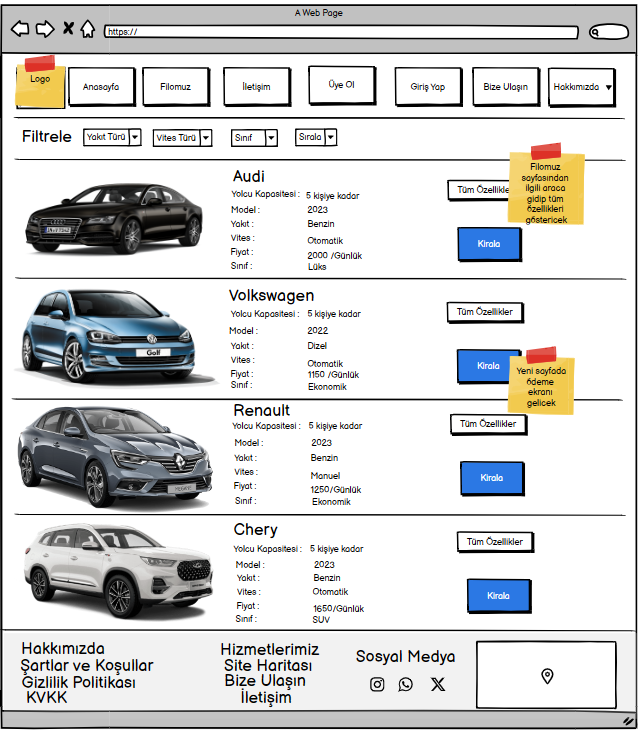 A Web Page
https://
Logo
Anasayfa
Filomuz
İletişim
Üye Ol
Giriş Yap
Bize Ulaşın
Hakkımızda
Filtrele
Yakıt Türü
Vites Türü
Sınıf
Sırala
Audi
Yolcu Kapasitesi : 5 kişiye kadar
Model : 2023
Yakıt : Benzin
Vites : Otomatik
Fiyat : 2000 /Günlük
Sınıf : Lüks
Tüm Özellikle
Kirala
Filomuz
sayfasından
ilgili araca
gidip tüm
özellikleri
göstericek
Volkswagen
Yolcu Kapasitesi : 5 kişiye kadar
Model : 2022
Yakıt : Dizel
Vites : Otomatik
Fiyat : 1150 /Günlük
Sınıf : Ekonomik
Golf
Tüm Özellikler
Kirala
Yeni sayfada
ödeme
ekranı
gelicek
Renault
Yolcu Kapasitesi : 5 kişiye kadar
Model : 2023
Yakıt : Benzin
Vites : Manuel
Fiyat : 1250/Günlük
Sınıf : Ekonomik
Tüm Özellikler
Kirala
Chery
Yolcu Kapasitesi : 5 kişiye kadar
Model : 2023
Yakıt : Benzin
Vites : Otomatik
Fiyat : 1650/Günlük
Sınıf : SUV
Tüm Özellikler
Kirala
Hakkımızda
Şartlar ve Koşullar
Gizlilik Politikası
KVKK
Hizmetlerimiz
Site Haritası
Bize Ulaşın
İletişim
Sosyal Medya